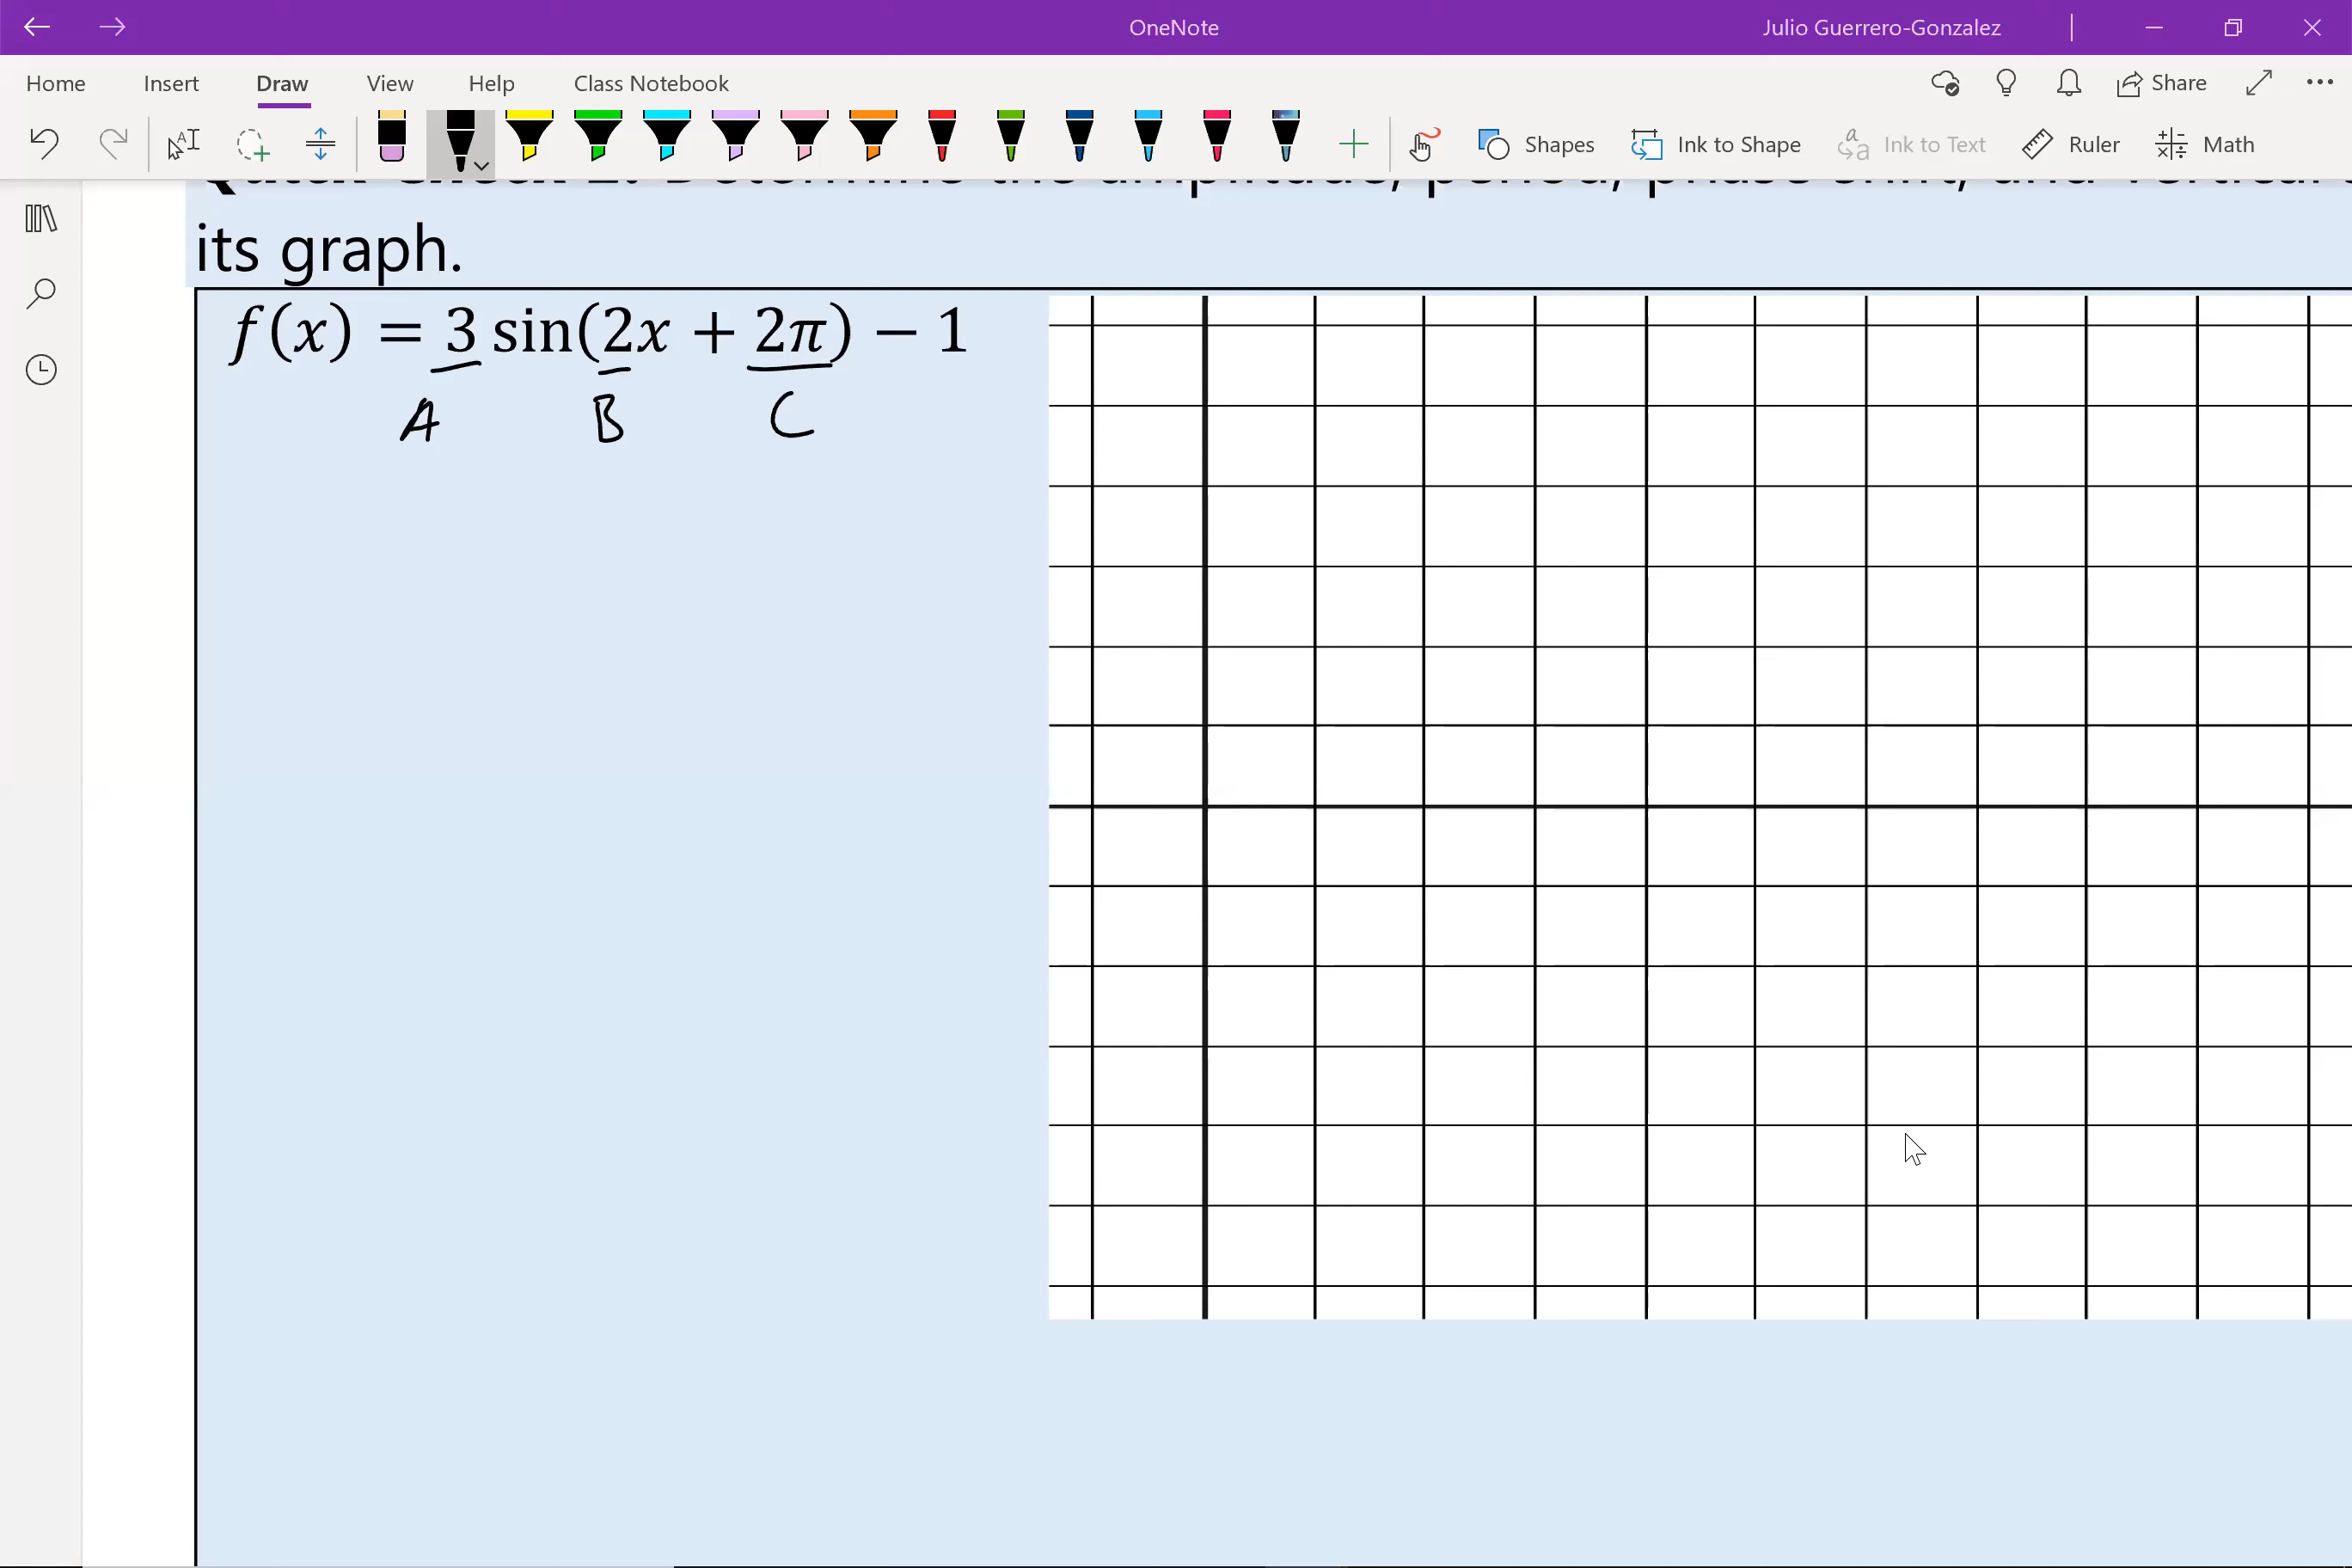 OneNote
Julio Guerrero-Gonzalez
Home Insert Draw View Help Class Notebook
Share
Shapes Ink to Shape Ink to Text Ruler Math
its graph.
f(x) = 3 sin(2x + 2π) − 1
A B C